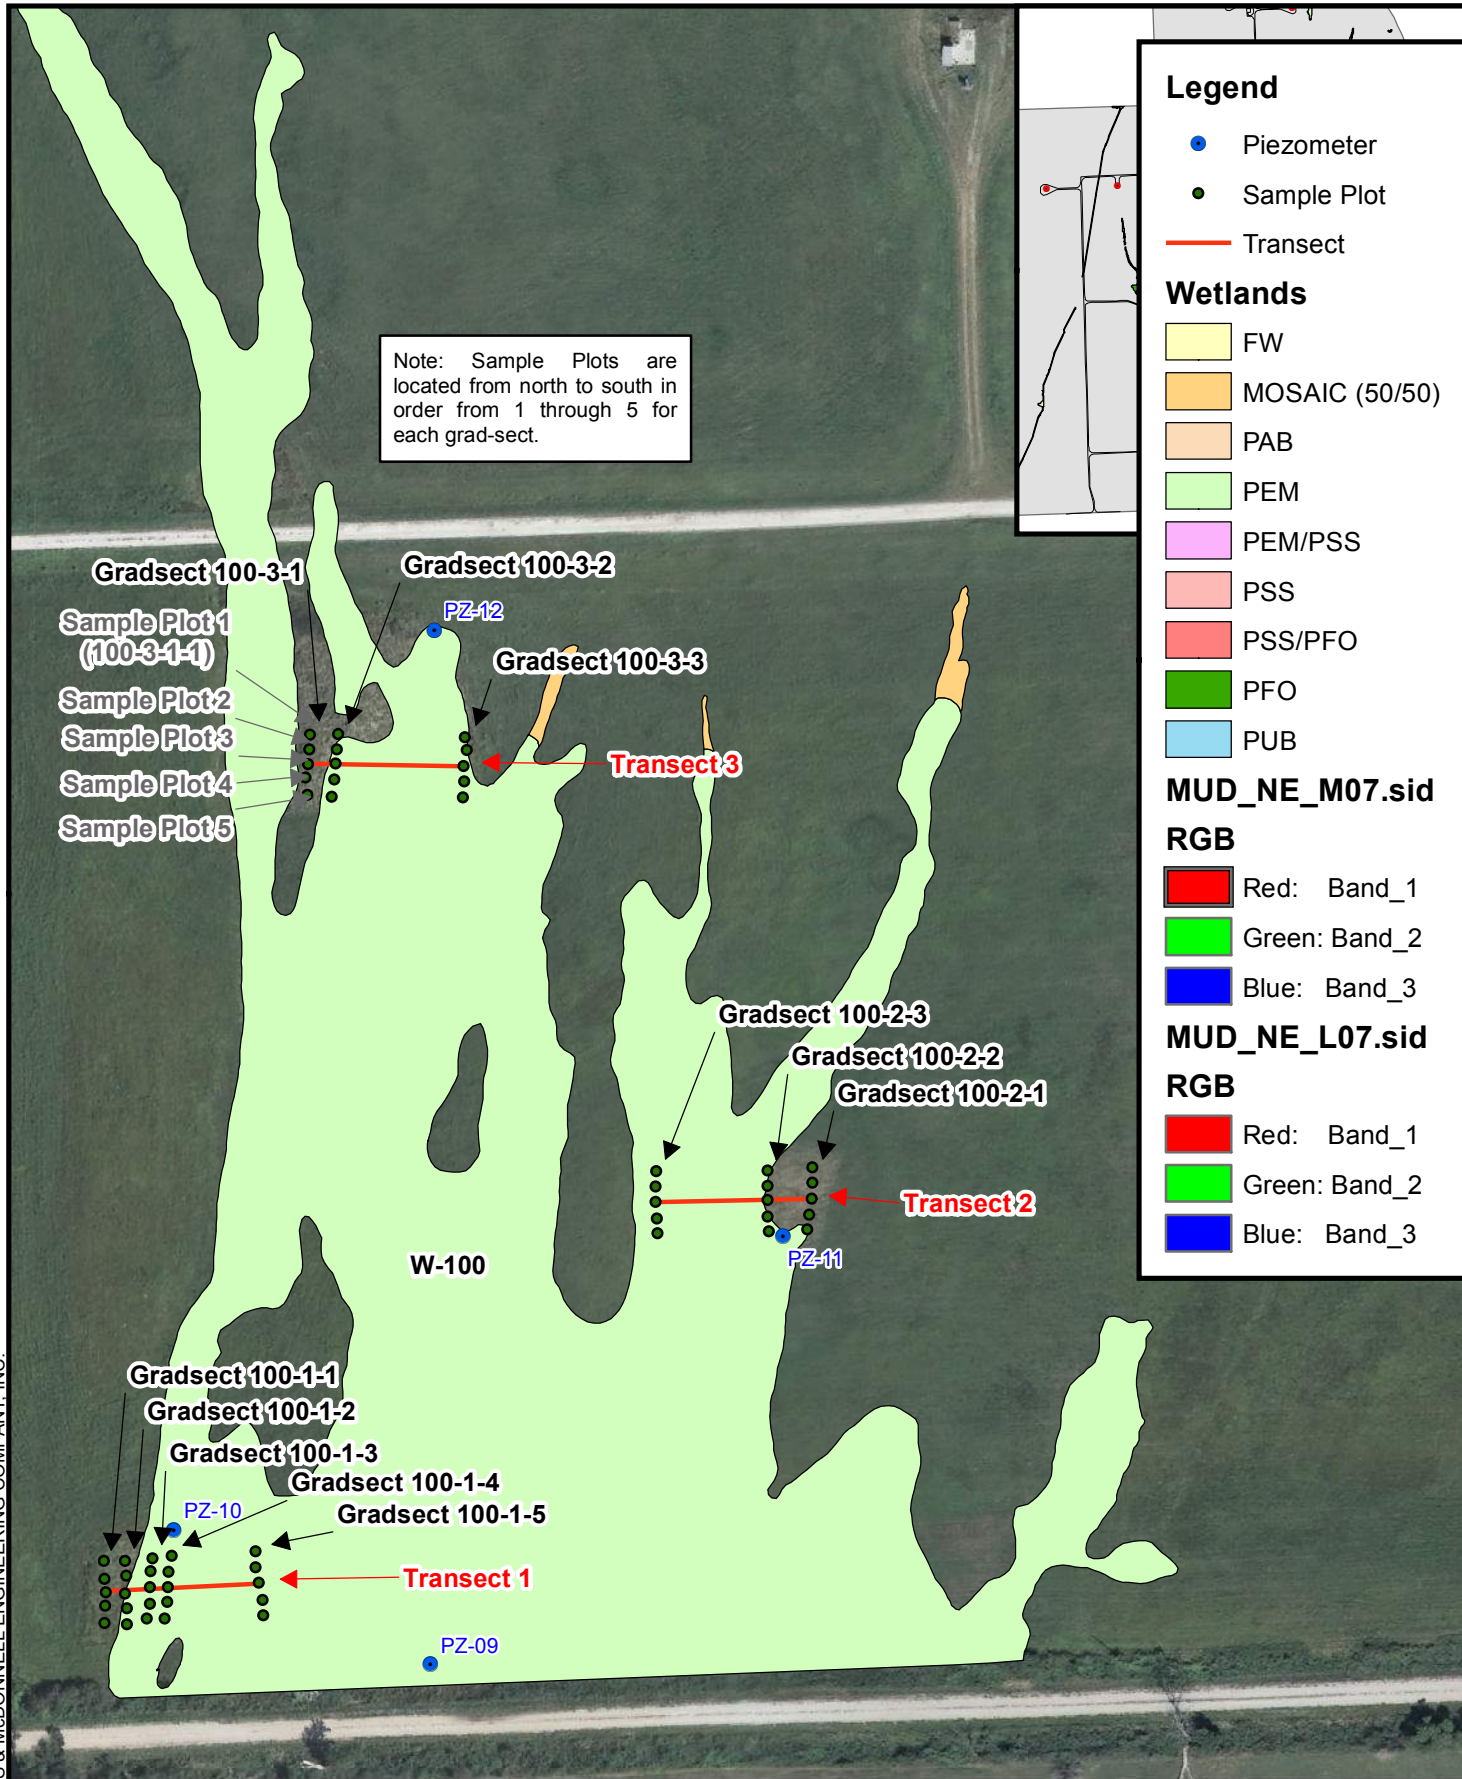 Legend
Piezometer
Sample Plot
Transect
Wetlands
FW
MOSAIC (50/50)
PAB
PEM
PEM/PSS
PSS
PSS/PFO
PFO
PUB
MUD_NE_M07.sid
RGB
Red: Band_1
Green: Band_2
Blue: Band_3
MUD_NE_L07.sid
RGB
Red: Band_1
Green: Band_2
Blue: Band_3
Note: Sample Plots are
located from north to south in
order from 1 through 5 for
each grad-sect.
Gradsect 100-3-1
Gradsect 100-3-2
PZ-12
Sample Plot 1
(100-3-1-1)
Gradsect 100-3-3
Sample Plot 2
Sample Plot 3
Transect 3
Sample Plot 4
Sample Plot 5
Gradsect 100-2-3
Gradsect 100-2-2
Gradsect 100-2-1
Transect 2
PZ-11
W-100
Gradsect 100-1-1
Gradsect 100-1-2
Gradsect 100-1-3
Gradsect 100-1-4
PZ-10
Gradsect 100-1-5
Transect 1
PZ-09
& McDONNELL ENGINEERING COMPANY, INC.